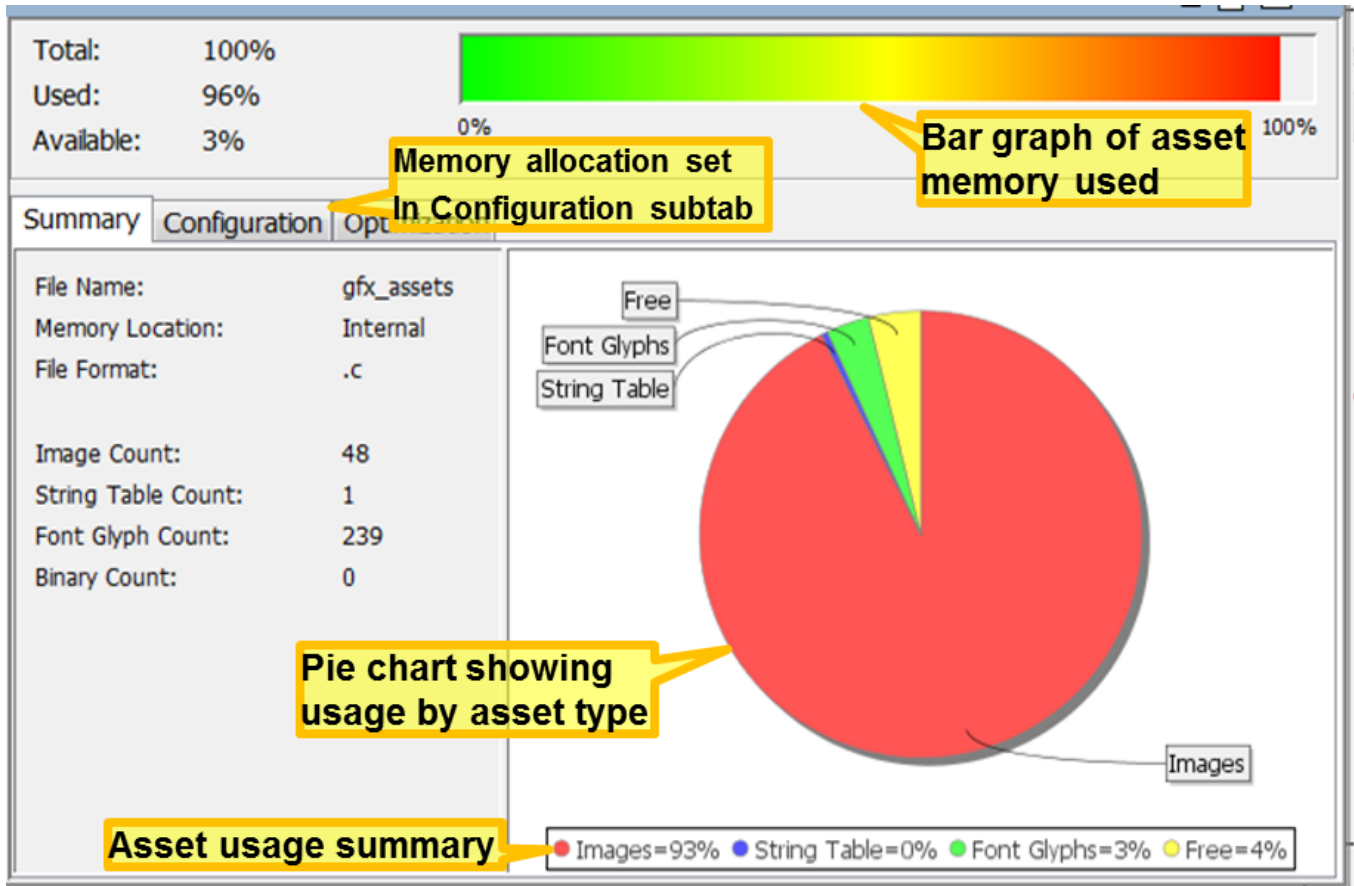 Total: 100%
Used: 96%
Available: 3%
0%
100%
Bar graph of asset
memory used
Memory allocation set
In Configuration subtab
Summary Configuration Optimization
File Name: gfx_assets
Memory Location: Internal
File Format: .c
Image Count: 48
String Table Count: 1
Font Glyph Count: 239
Binary Count: 0
Free
Font Glyphs
String Table
Pie chart showing
usage by asset type
Images
Asset usage summary
Images=93% String Table=0% Font Glyphs=3% Free=4%